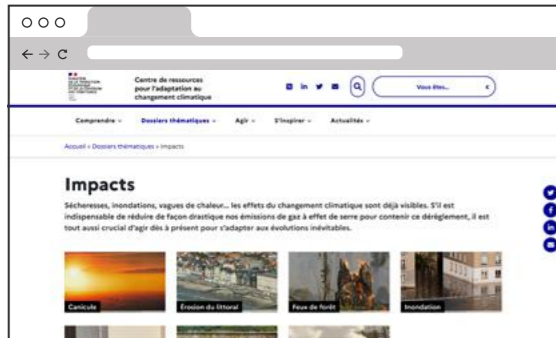 Centre de ressources
pour l'adaptation au
changement climatique
Vous êtes...
Comprendre
Dossiers thématiques
Agir
S'inspirer
Actualités
Accueil » Dossiers thématiques » Impacts
Impacts
Sécheresses, inondations, vagues de chaleur... les effets du changement climatique sont déjà visibles. S'il est
indispensable de réduire de façon drastique nos émissions de gaz à effet de serre pour contenir ce dérèglement, il est
tout aussi crucial d'agir dès à présent pour s'adapter aux évolutions inévitables.
Canicule
Érosion du littoral
Feux de forêt
Inondation